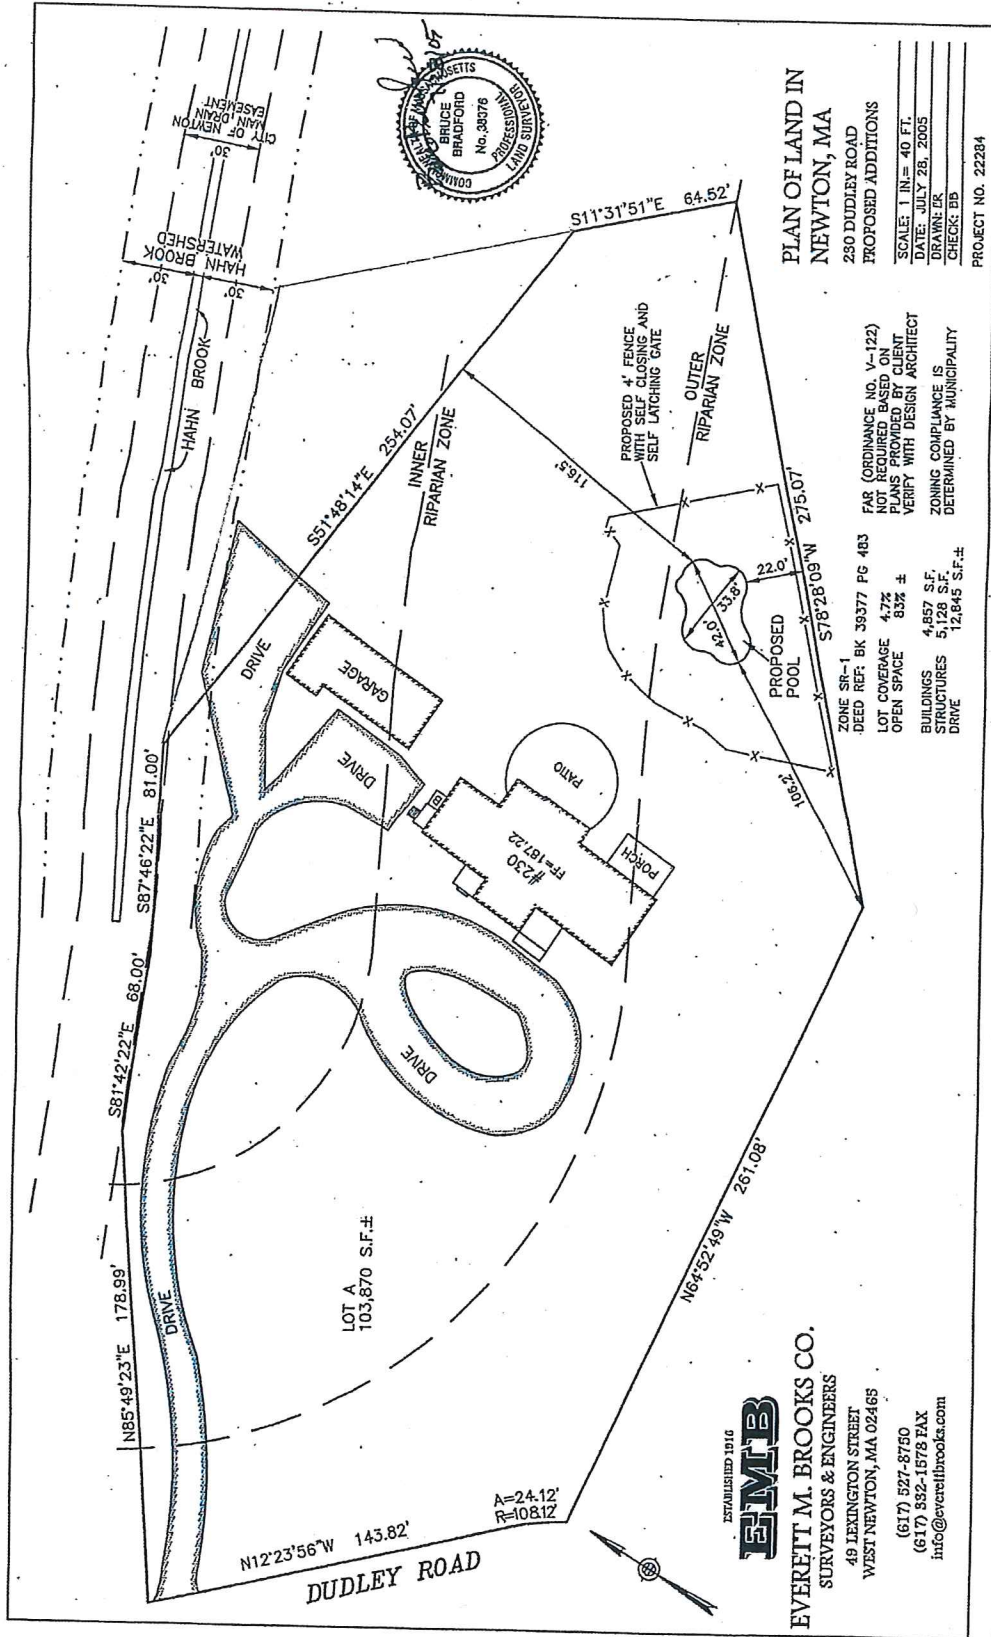 N12°23'56"W 143.82'
DUDLEY ROAD
A=24.12'
R=108.12'
N85°49'23"E 178.99'
DRIVE
S81°42'22"E 68.00'
S87°46'22"E 81.00'
HAHN BROOK
HAHN BROOK
WATERSHED
30'
30'
CITY OF NEWTON
MAIN DRAIN
EASEMENT
30'
S51°48'14"E 254.07'
S11°31'51"E 64.52'
COMMONWEALTH OF MASSACHUSETTS
BRUCE
BRADFORD
No. 38376
PROFESSIONAL
LAND SURVEYOR
LOT A
103,870 S.F.±
DRIVE
DRIVE
DRIVE
GARAGE
#230
FF=187.22
PATIO
PORCH
INNER
RIPARIAN ZONE
OUTER
RIPARIAN ZONE
PROPOSED 4' FENCE
WITH SELF CLOSING AND
SELF LATCHING GATE
116.5'
42.0'
33.8'
22.0'
106.2'
PROPOSED
POOL
S78°28'09"W 275.07'
N64°52'49"W 261.08'
ESTABLISHED 1916
EMB
EVERETT M. BROOKS CO.
SURVEYORS & ENGINEERS
49 LEXINGTON STREET
WEST NEWTON, MA 02465
(617) 527-8750
(617) 332-1578 FAX
info@everettbrooks.com
ZONE SR-1
DEED REF: BK 39377 PG 483
LOT COVERAGE 4.7%
OPEN SPACE 83% ±
BUILDINGS 4,857 S.F.
STRUCTURES 5,128 S.F.
DRIVE 12,845 S.F.±
FAR (ORDINANCE NO. V-122)
NOT REQUIRED BASED ON
PLANS PROVIDED BY CLIENT
VERIFY WITH DESIGN ARCHITECT
ZONING COMPLIANCE IS
DETERMINED BY MUNICIPALITY
PLAN OF LAND IN
NEWTON, MA
230 DUDLEY ROAD
PROPOSED ADDITIONS
SCALE: 1 IN.= 40 FT.
DATE: JULY 28, 2005
DRAWN: ER
CHECK: BB
PROJECT NO. 22284